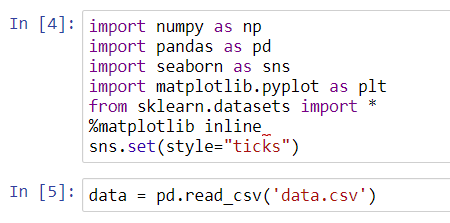 In [4]: import numpy as np
import pandas as pd
import seaborn as sns
import matplotlib.pyplot as plt
from sklearn.datasets import *
%matplotlib inline
sns.set(style="ticks")
In [5]: data = pd.read_csv('data.csv')